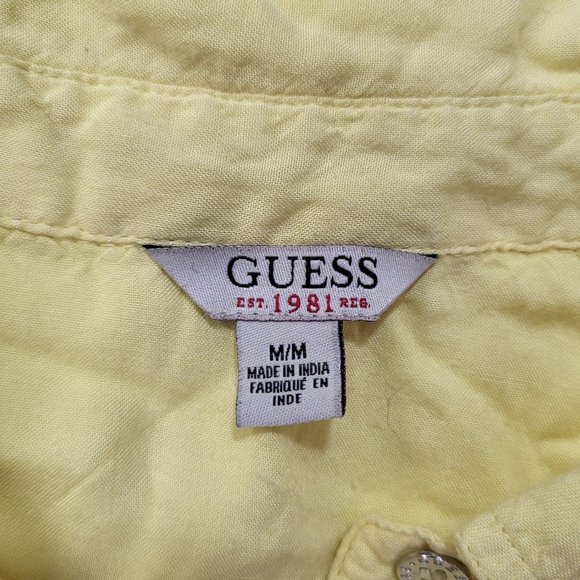 GUESS
EST. 1981 REG.
M/M
MADE IN INDIA
FABRIQUÉ EN
INDE